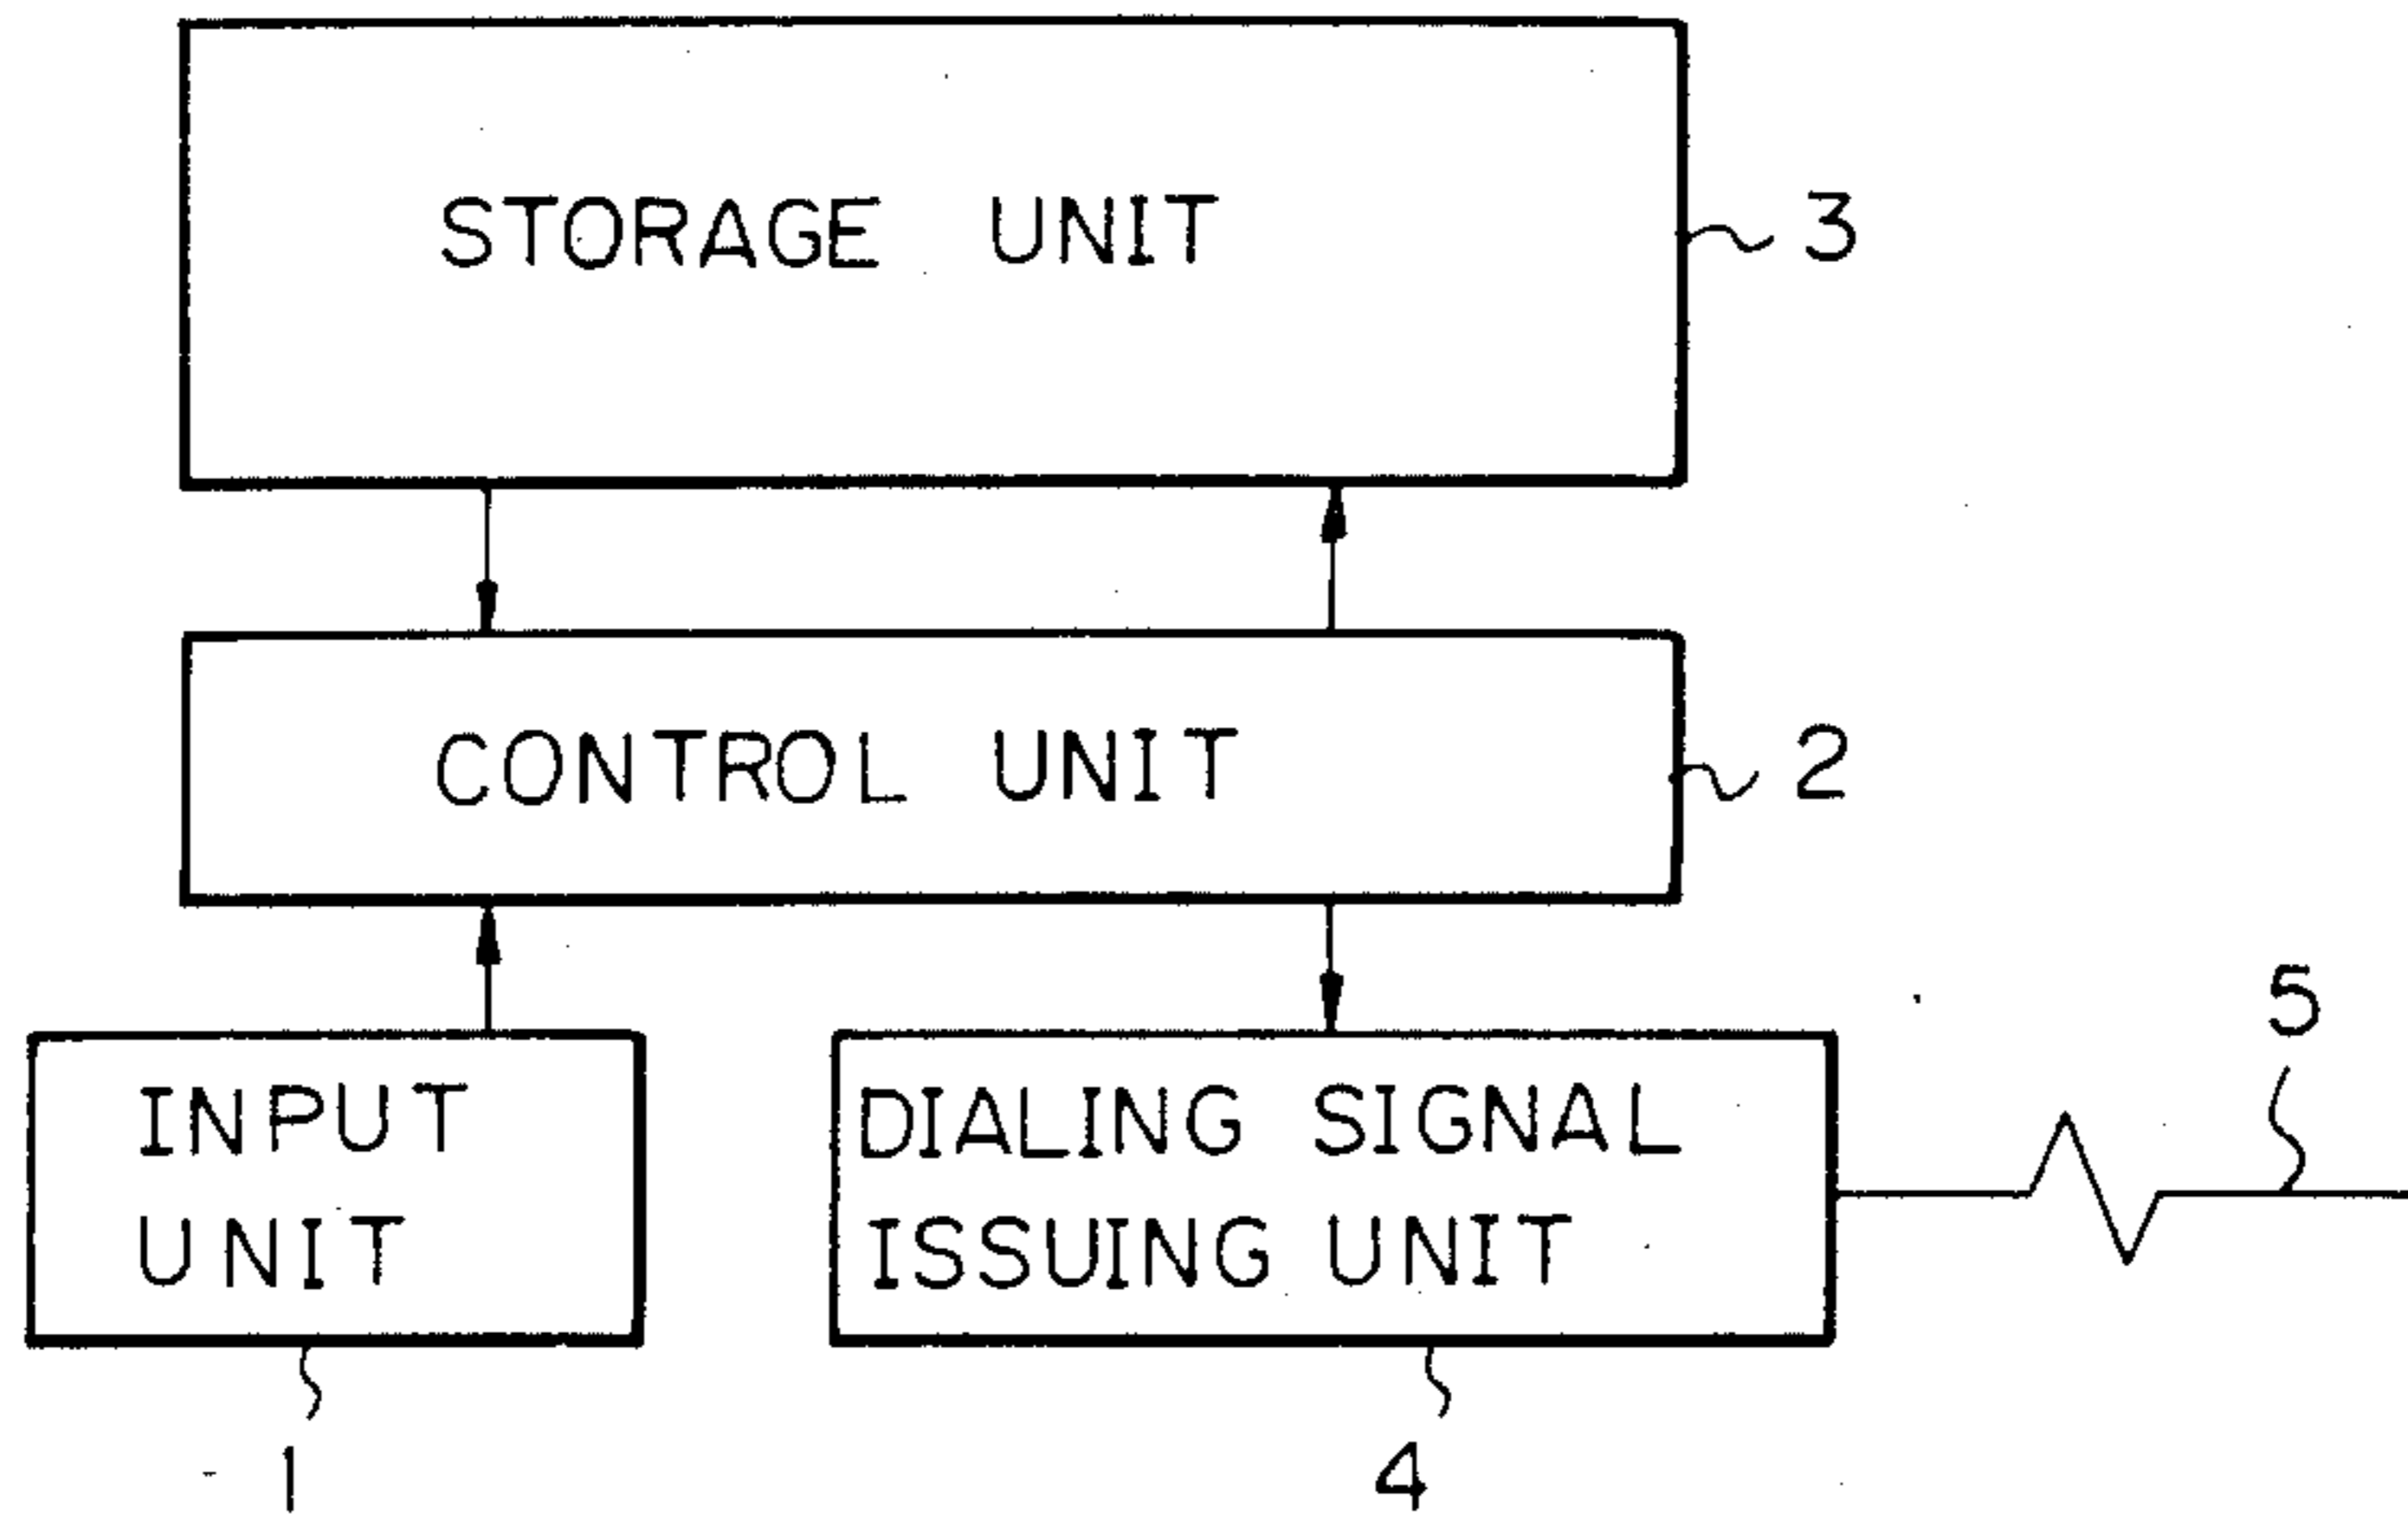 STORAGE UNIT
3
CONTROL UNIT
2
5
INPUT
UNIT
DIALING SIGNAL
ISSUING UNIT
1
4